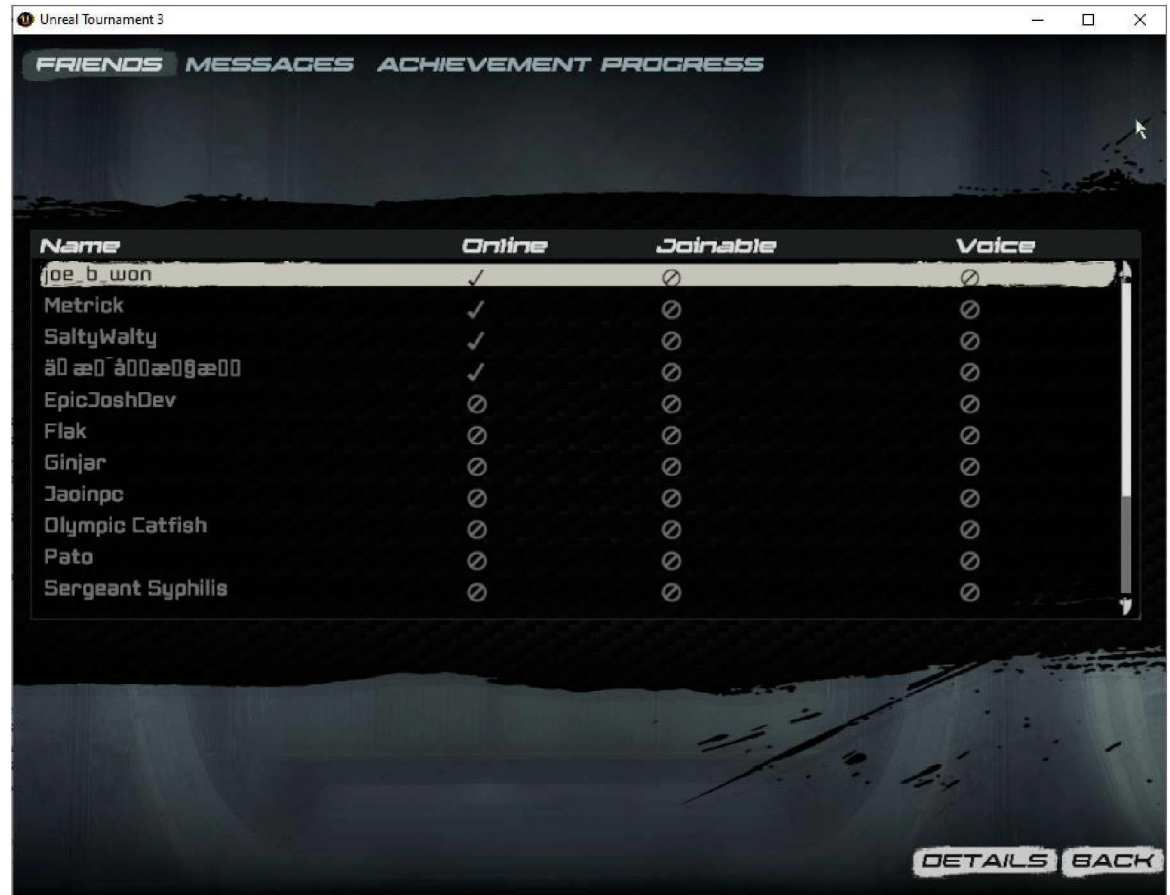 Unreal Tournament 3
FRIENDS MESSAGES ACHIEVEMENT PROGRESS
Name Online Joinable Voice
joe_b_won
Metrick
SaltyWalty
EpicJoshDev
Flak
Ginjar
Jaoinpc
Olympic Catfish
Pato
Sergeant Syphilis
DETAILS BACK